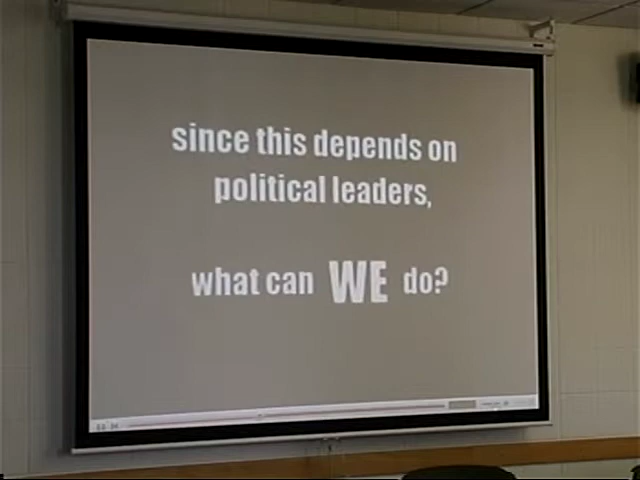 since this depends on
political leaders,
what can WE do?